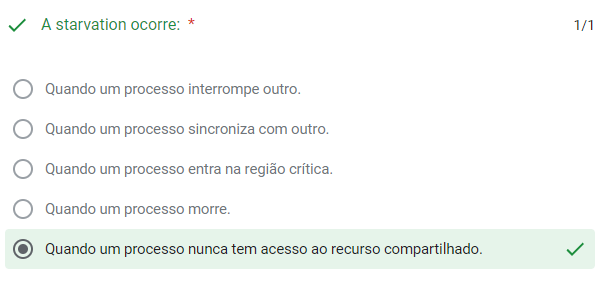 A starvation ocorre: * 1/1
Quando um processo interrompe outro.
Quando um processo sincroniza com outro.
Quando um processo entra na região crítica.
Quando um processo morre.
Quando um processo nunca tem acesso ao recurso compartilhado.